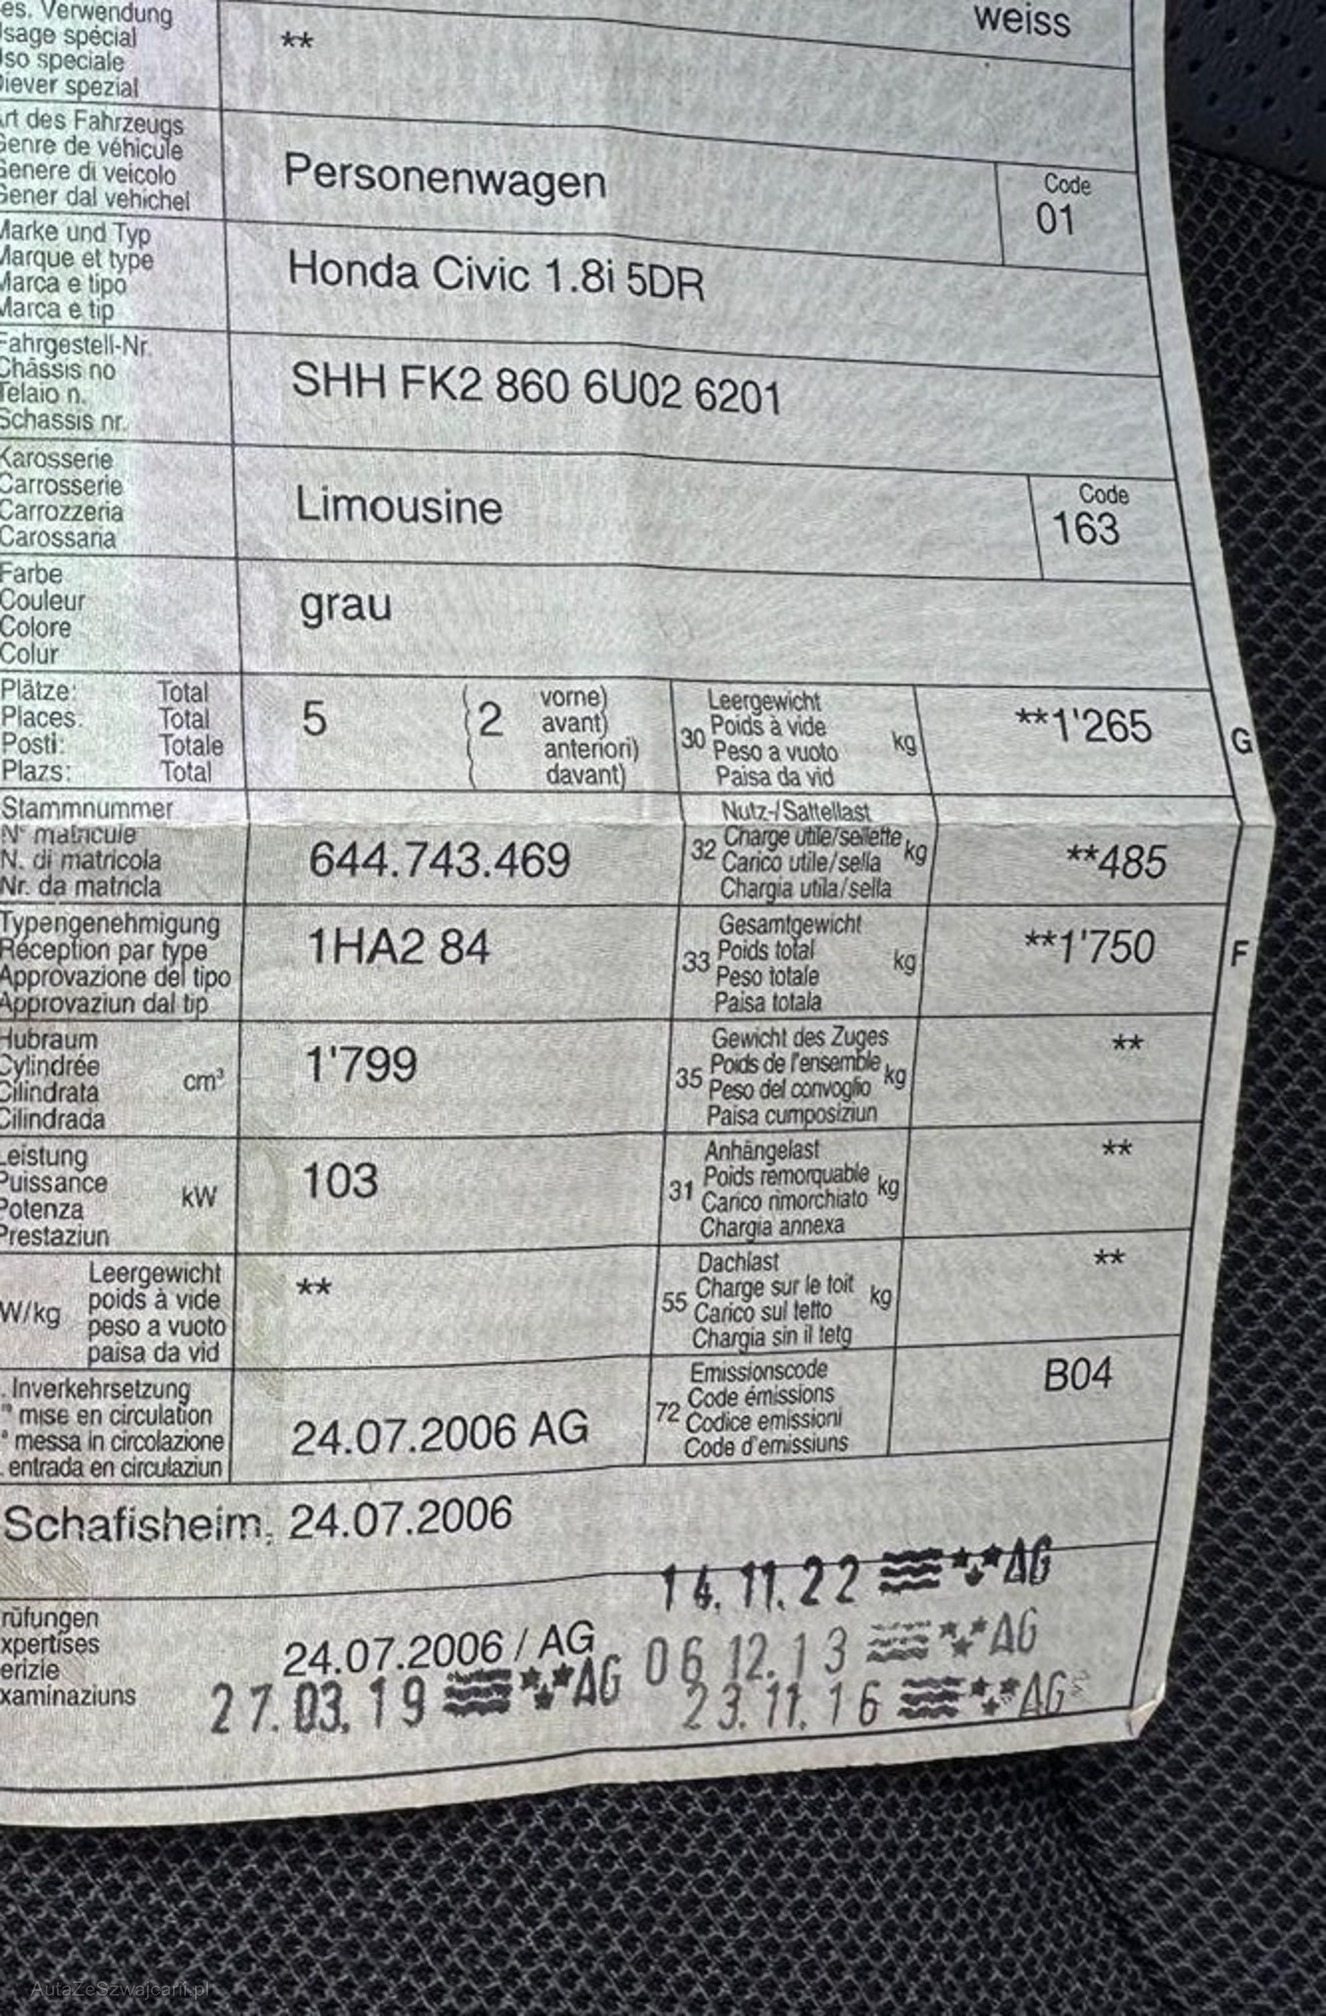 es. Verwendung
sage spécial
so speciale
iever spezial
**
weiss
rt des Fahrzeugs
enre de véhicule
enere di veicolo
ener dal vehichel
Personenwagen
Code
01
Marke und Typ
Marque et type
Marca e tipo
Marca e tip
Honda Civic 1.8i 5DR
Fahrgestell-Nr.
Châssis no
Telaio n.
Schassis nr.
SHH FK2 860 6U02 6201
Karosserie
Carrosserie
Carrozzeria
Carossaria
Limousine
Code
163
Farbe
Couleur
Colore
Colur
grau
Plätze: Total
Places: Total
Posti: Totale
Plazs: Total
5 (2 vorne)
avant)
anteriori)
davant)
30 Leergewicht
Poids à vide
Peso a vuoto
Paisa da vid
kg
**1'265
G
Stammnummer
N° matricule
N. di matricola
Nr. da matricla
644.743.469
32 Nutz-/Sattellast
Charge utile/sellette
Carico utile/sella
Chargia utila/sella
kg
**485
Typengenehmigung
Réception par type
Approvazione del tipo
Approvaziun dal tip
1HA2 84
33 Gesamtgewicht
Poids total
Peso totale
Paisa totala
kg
**1'750
F
Hubraum
Cylindrée
Cilindrata
Cilindrada
cm³
1'799
35 Gewicht des Zuges
Poids de l'ensemble
Peso del convoglio
Paisa cumposiziun
kg
**
Leistung
Puissance
Potenza
Prestaziun
kW
103
31 Anhängelast
Poids remorquable
Carico rimorchiato
Chargia annexa
kg
**
W/kg
Leergewicht
poids à vide
peso a vuoto
paisa da vid
**
55 Dachlast
Charge sur le toit
Carico sul tetto
Chargia sin il tetg
kg
**
. Inverkehrsetzung
mise en circulation
messa in circolazione
. entrada en circulaziun
24.07.2006 AG
72 Emissionscode
Code émissions
Codice emissioni
Code d'emissiuns
B04
Schafisheim, 24.07.2006
14.11.22 AG
rüfungen
xpertises
erizie
xaminaziuns
24.07.2006 / AG
06.12.13 AG
27.03.19 AG
23.11.16 AG
AutaZeSzwajcarii.pl